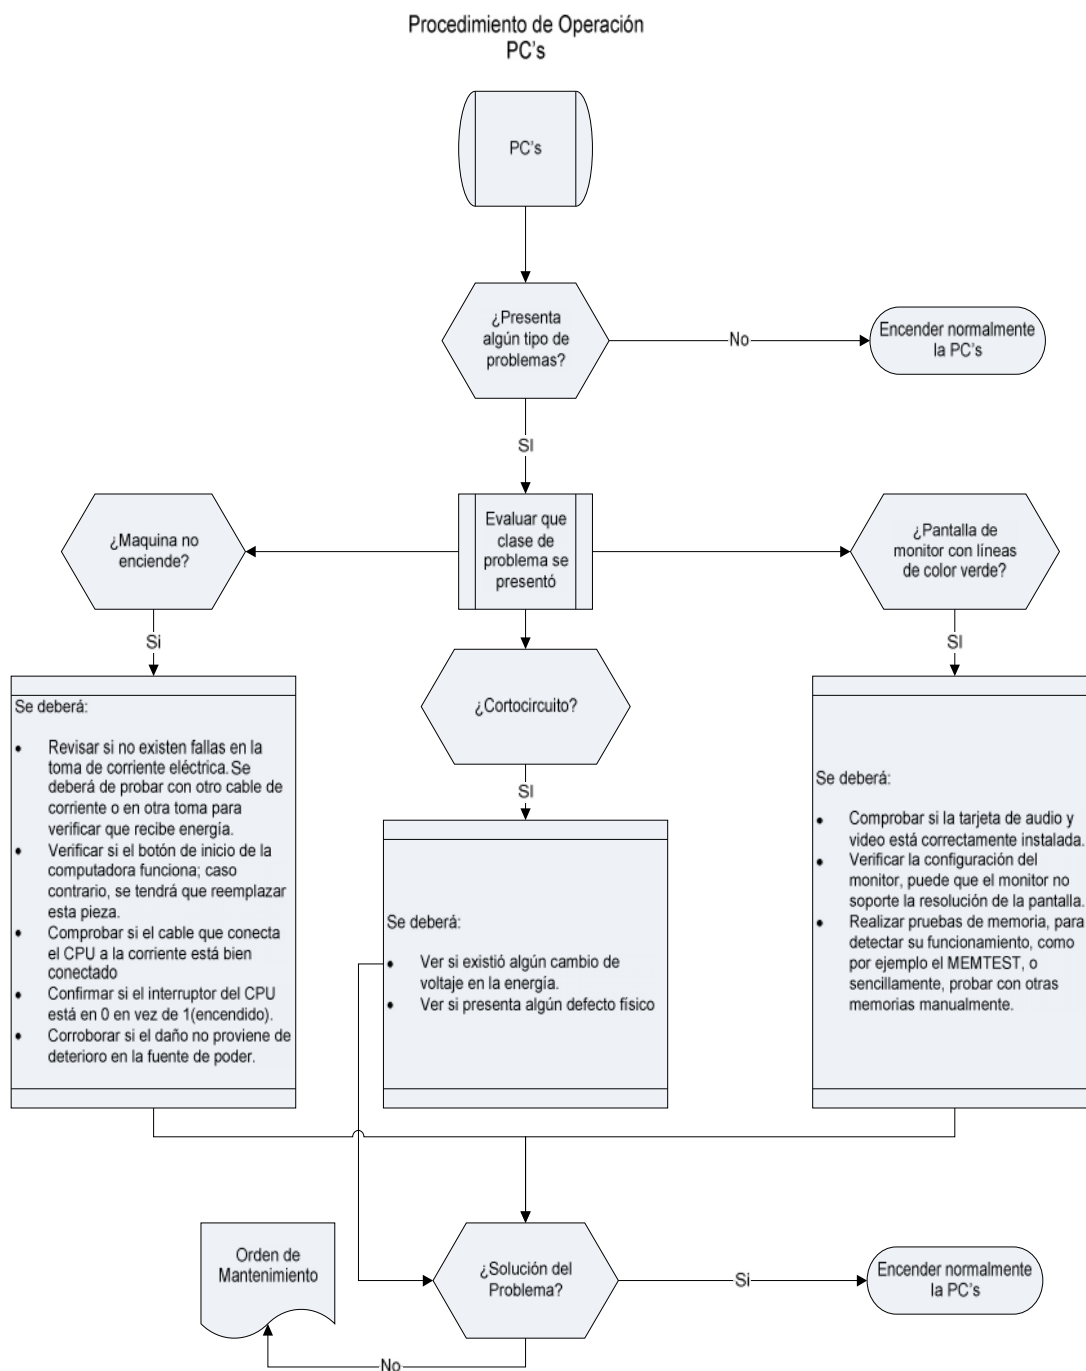 Procedimiento de Operación
PC's
PC's
¿Presenta
algún tipo de
problemas?
No
Encender normalmente
la PC's
SI
¿Maquina no
enciende?
Evaluar que
clase de
problema se
presentó
¿Pantalla de
monitor con líneas
de color verde?
Si
SI
¿Cortocircuito?
SI
Se deberá:
• Revisar si no existen fallas en la
toma de corriente eléctrica. Se
deberá de probar con otro cable de
corriente o en otra toma para
verificar que recibe energía.
• Verificar si el botón de inicio de la
computadora funciona; caso
contrario, se tendrá que reemplazar
esta pieza.
• Comprobar si el cable que conecta
el CPU a la corriente está bien
conectado
• Confirmar si el interruptor del CPU
está en 0 en vez de 1(encendido).
• Corroborar si el daño no proviene de
deterioro en la fuente de poder.
Se deberá:
• Ver si existió algún cambio de
voltaje en la energía.
• Ver si presenta algún defecto físico
Se deberá:
• Comprobar si la tarjeta de audio y
video está correctamente instalada.
• Verificar la configuración del
monitor, puede que el monitor no
soporte la resolución de la pantalla.
• Realizar pruebas de memoria, para
detectar su funcionamiento, como
por ejemplo el MEMTEST, o
sencillamente, probar con otras
memorias manualmente.
Orden de
Mantenimiento
¿Solución del
Problema?
Si
Encender normalmente
la PC's
No